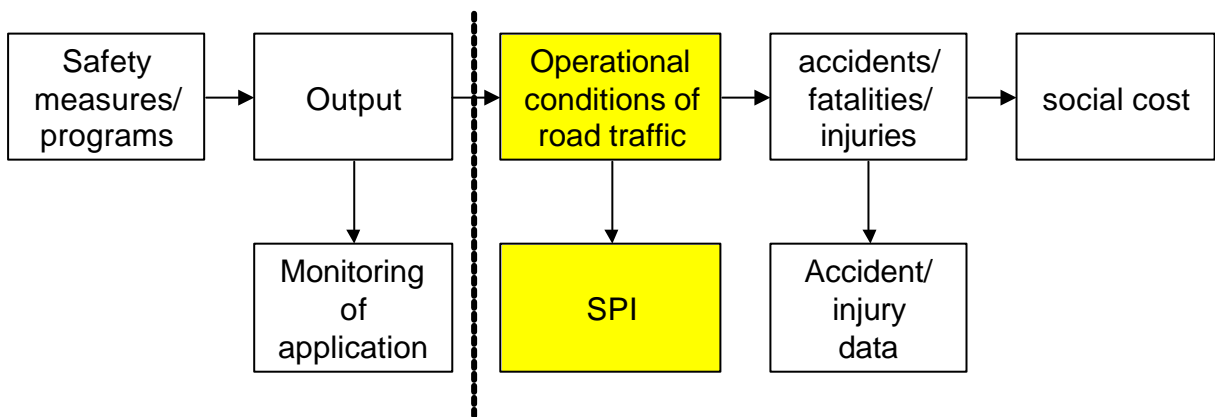 Safety
measures/
programs
Output
Operational
conditions of
road traffic
accidents/
fatalities/
injuries
social cost
Monitoring
of
application
SPI
Accident/
injury
data